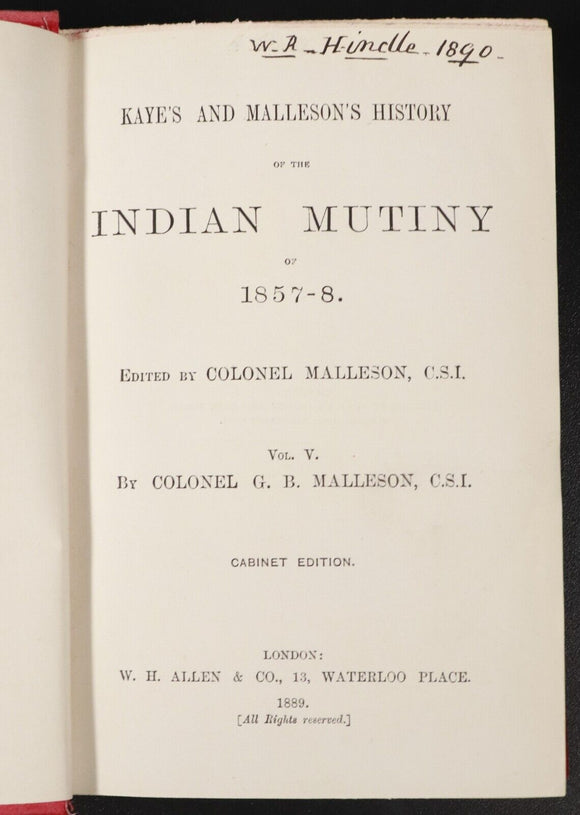 W. A. Hindle. 1890.
KAYE'S AND MALLESON'S HISTORY
OF THE
INDIAN MUTINY
OF
1857-8.
EDITED BY COLONEL MALLESON, C.S.I.
VOL. V.
BY COLONEL G. B. MALLESON, C.S.I.
CABINET EDITION.
LONDON:
W. H. ALLEN & CO., 13, WATERLOO PLACE.
1889.
[All Rights reserved.]